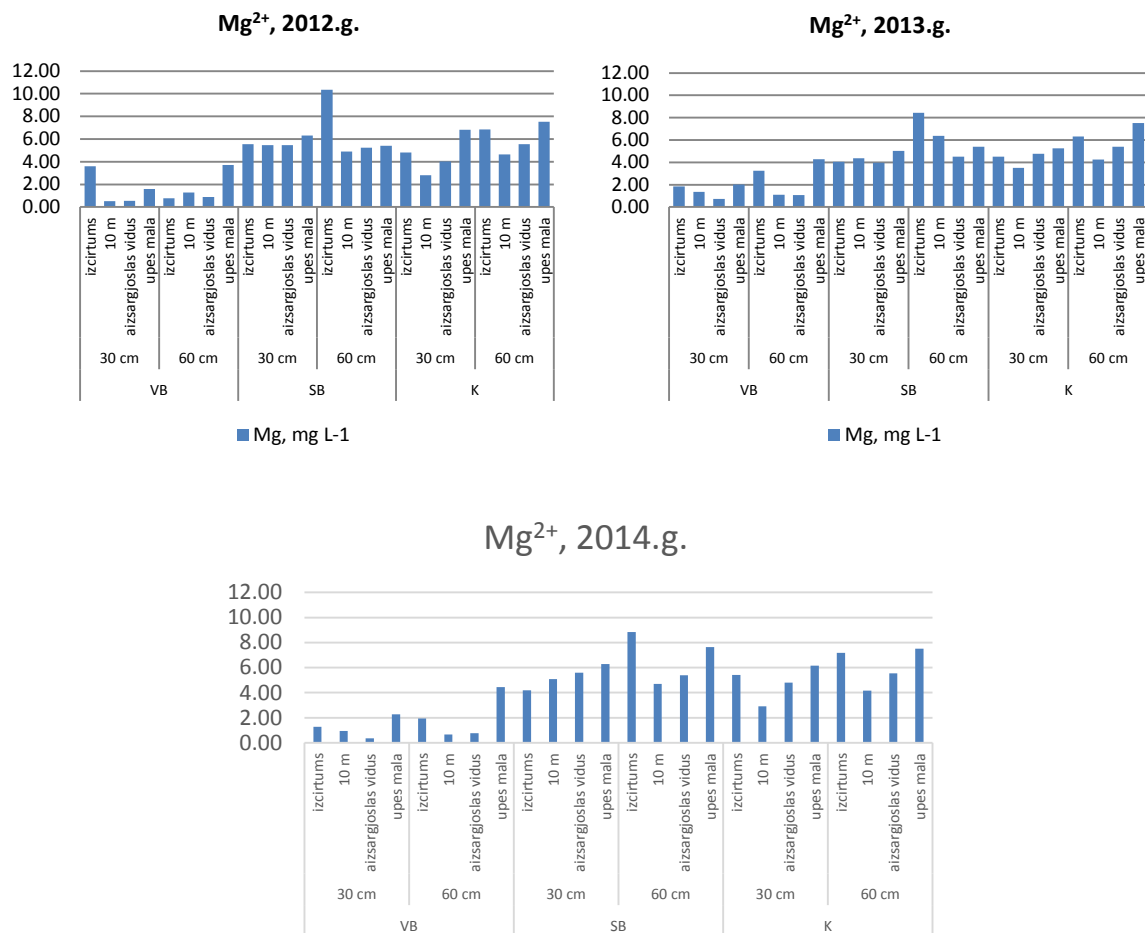 Mg²⁺, 2012.g.
12.00
10.00
8.00
6.00
4.00
2.00
0.00
izcirtums
10 m
aizsargjoslas vidus
upes mala
izcirtums
10 m
aizsargjoslas vidus
upes mala
izcirtums
10 m
aizsargjoslas vidus
upes mala
izcirtums
10 m
aizsargjoslas vidus
upes mala
izcirtums
10 m
aizsargjoslas vidus
upes mala
izcirtums
10 m
aizsargjoslas vidus
upes mala
30 cm 60 cm 30 cm 60 cm 30 cm 60 cm
VB SB K
Mg, mg L-1
Mg²⁺, 2013.g.
12.00
10.00
8.00
6.00
4.00
2.00
0.00
izcirtums
10 m
aizsargjoslas vidus
upes mala
izcirtums
10 m
aizsargjoslas vidus
upes mala
izcirtums
10 m
aizsargjoslas vidus
upes mala
izcirtums
10 m
aizsargjoslas vidus
upes mala
izcirtums
10 m
aizsargjoslas vidus
upes mala
izcirtums
10 m
aizsargjoslas vidus
upes mala
30 cm 60 cm 30 cm 60 cm 30 cm 60 cm
VB SB K
Mg, mg L-1
Mg²⁺, 2014.g.
12.00
10.00
8.00
6.00
4.00
2.00
0.00
izcirtums
10 m
aizsargjoslas vidus
upes mala
izcirtums
10 m
aizsargjoslas vidus
upes mala
izcirtums
10 m
aizsargjoslas vidus
upes mala
izcirtums
10 m
aizsargjoslas vidus
upes mala
izcirtums
10 m
aizsargjoslas vidus
upes mala
izcirtums
10 m
aizsargjoslas vidus
upes mala
30 cm 60 cm 30 cm 60 cm 30 cm 60 cm
VB SB K